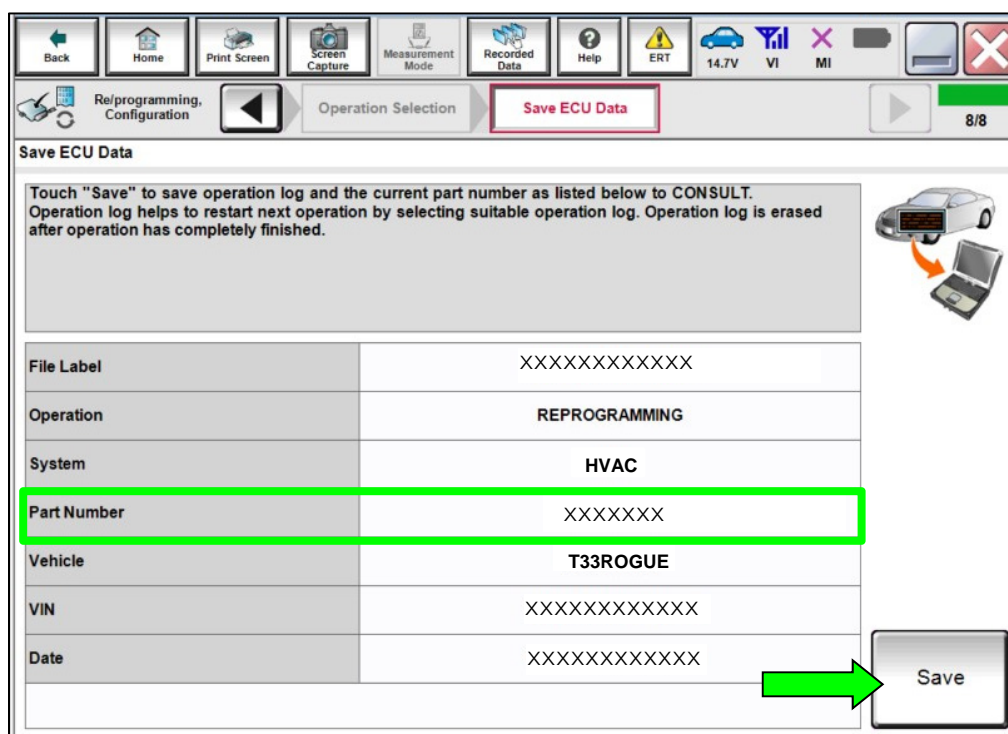 Back
Home
Print Screen
Screen
Capture
Measurement
Mode
Recorded
Data
Help
ERT
14.7V
VI
MI
Re/programming,
Configuration
Operation Selection
Save ECU Data
8/8
Save ECU Data
Touch "Save" to save operation log and the current part number as listed below to CONSULT.
Operation log helps to restart next operation by selecting suitable operation log. Operation log is erased
after operation has completely finished.
File Label XXXXXXXXXXXX
Operation REPROGRAMMING
System HVAC
Part Number XXXXXXX
Vehicle T33ROGUE
VIN XXXXXXXXXXXX
Date XXXXXXXXXXXX
Save